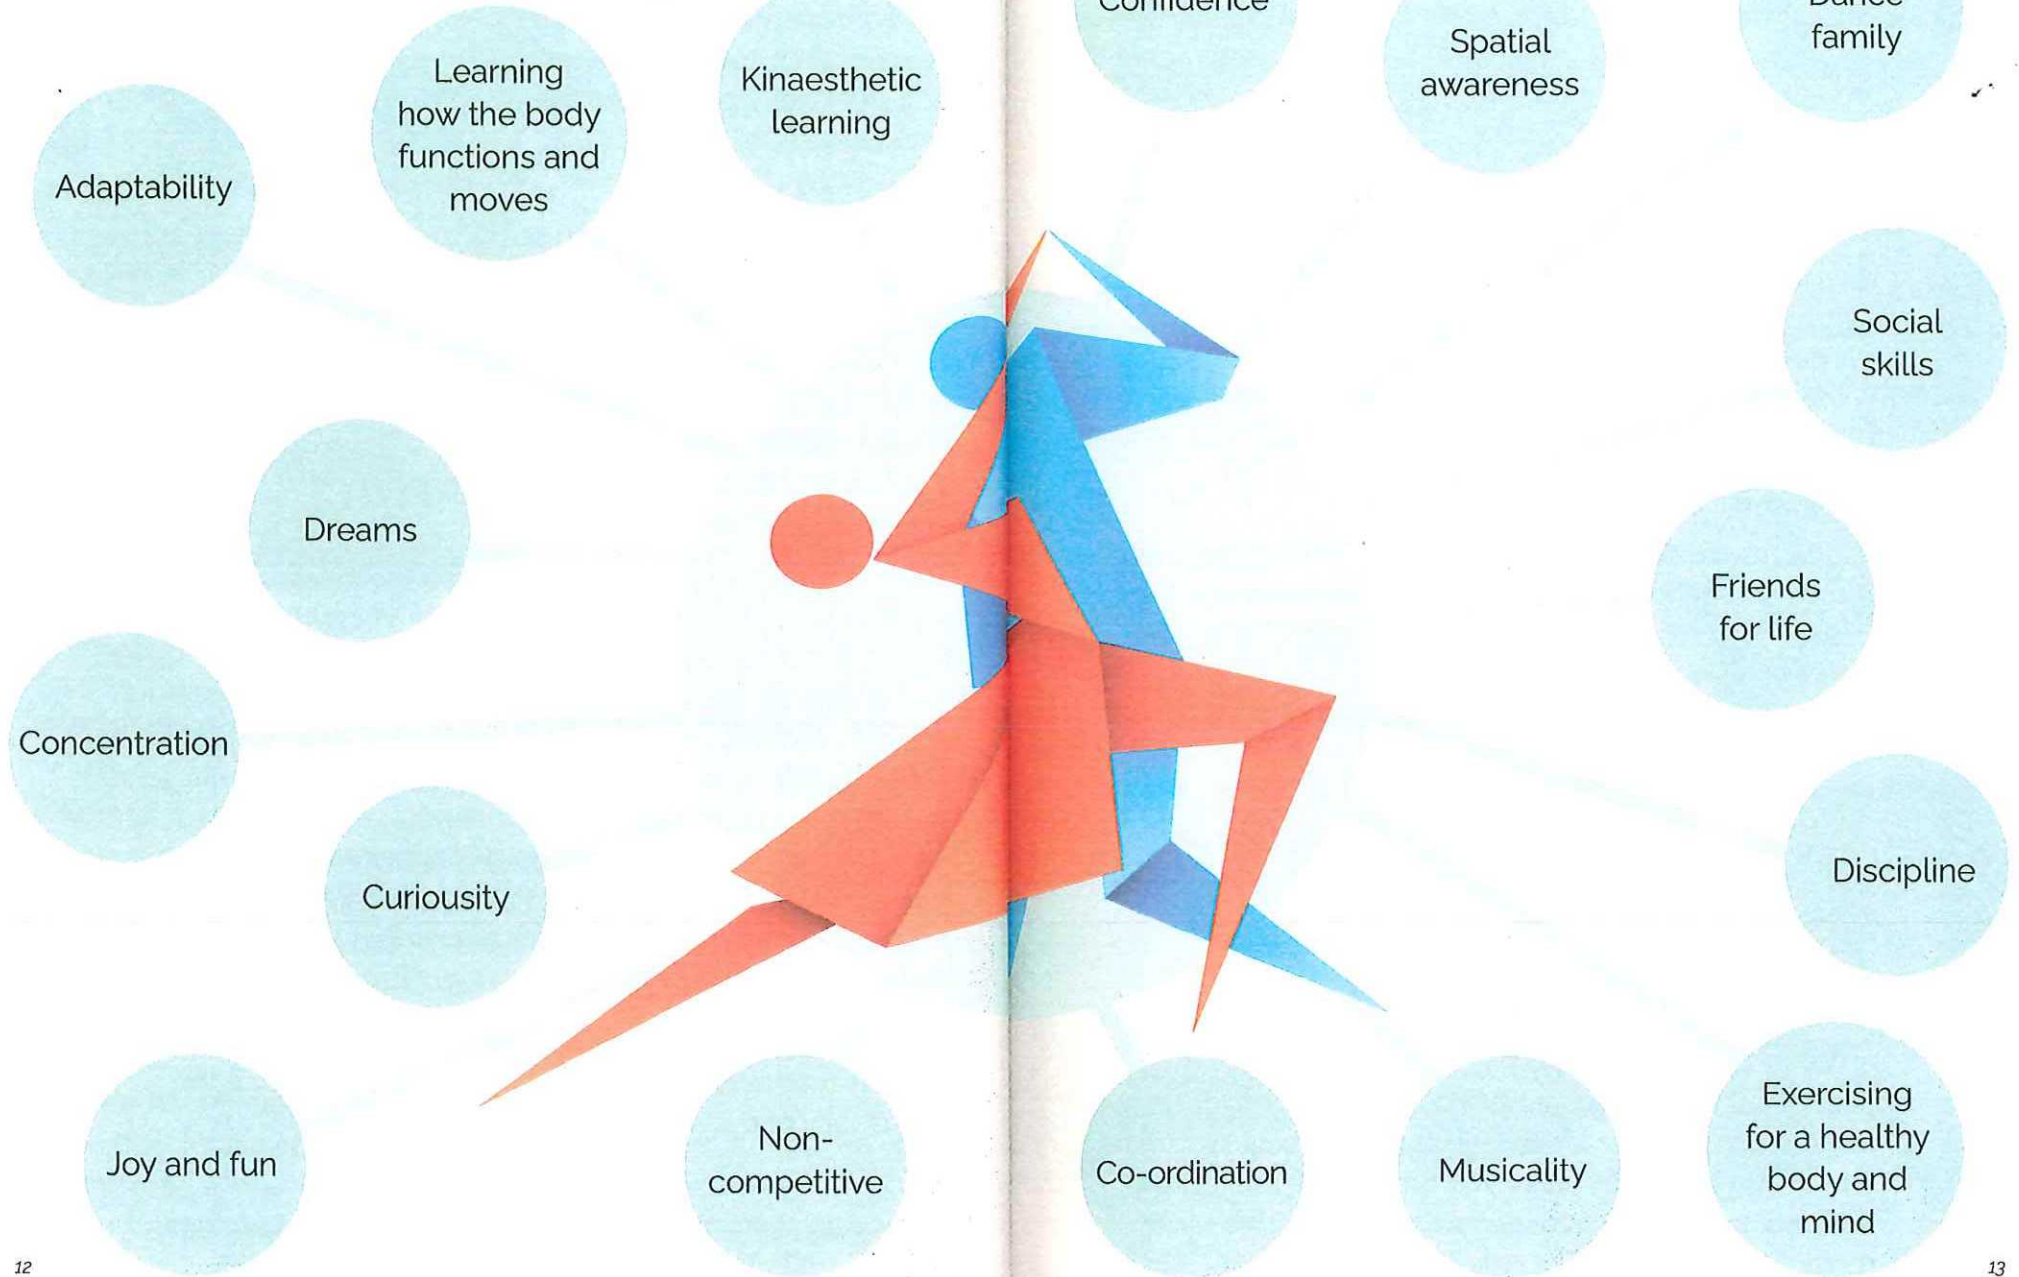 Confidence
Dance
family
Spatial
awareness
Learning
how the body
functions and
moves
Kinaesthetic
learning
Adaptability
Social
skills
Dreams
Friends
for life
Concentration
Discipline
Curiousity
Joy and fun
Non-
competitive
Co-ordination
Musicality
Exercising
for a healthy
body and
mind
12
13